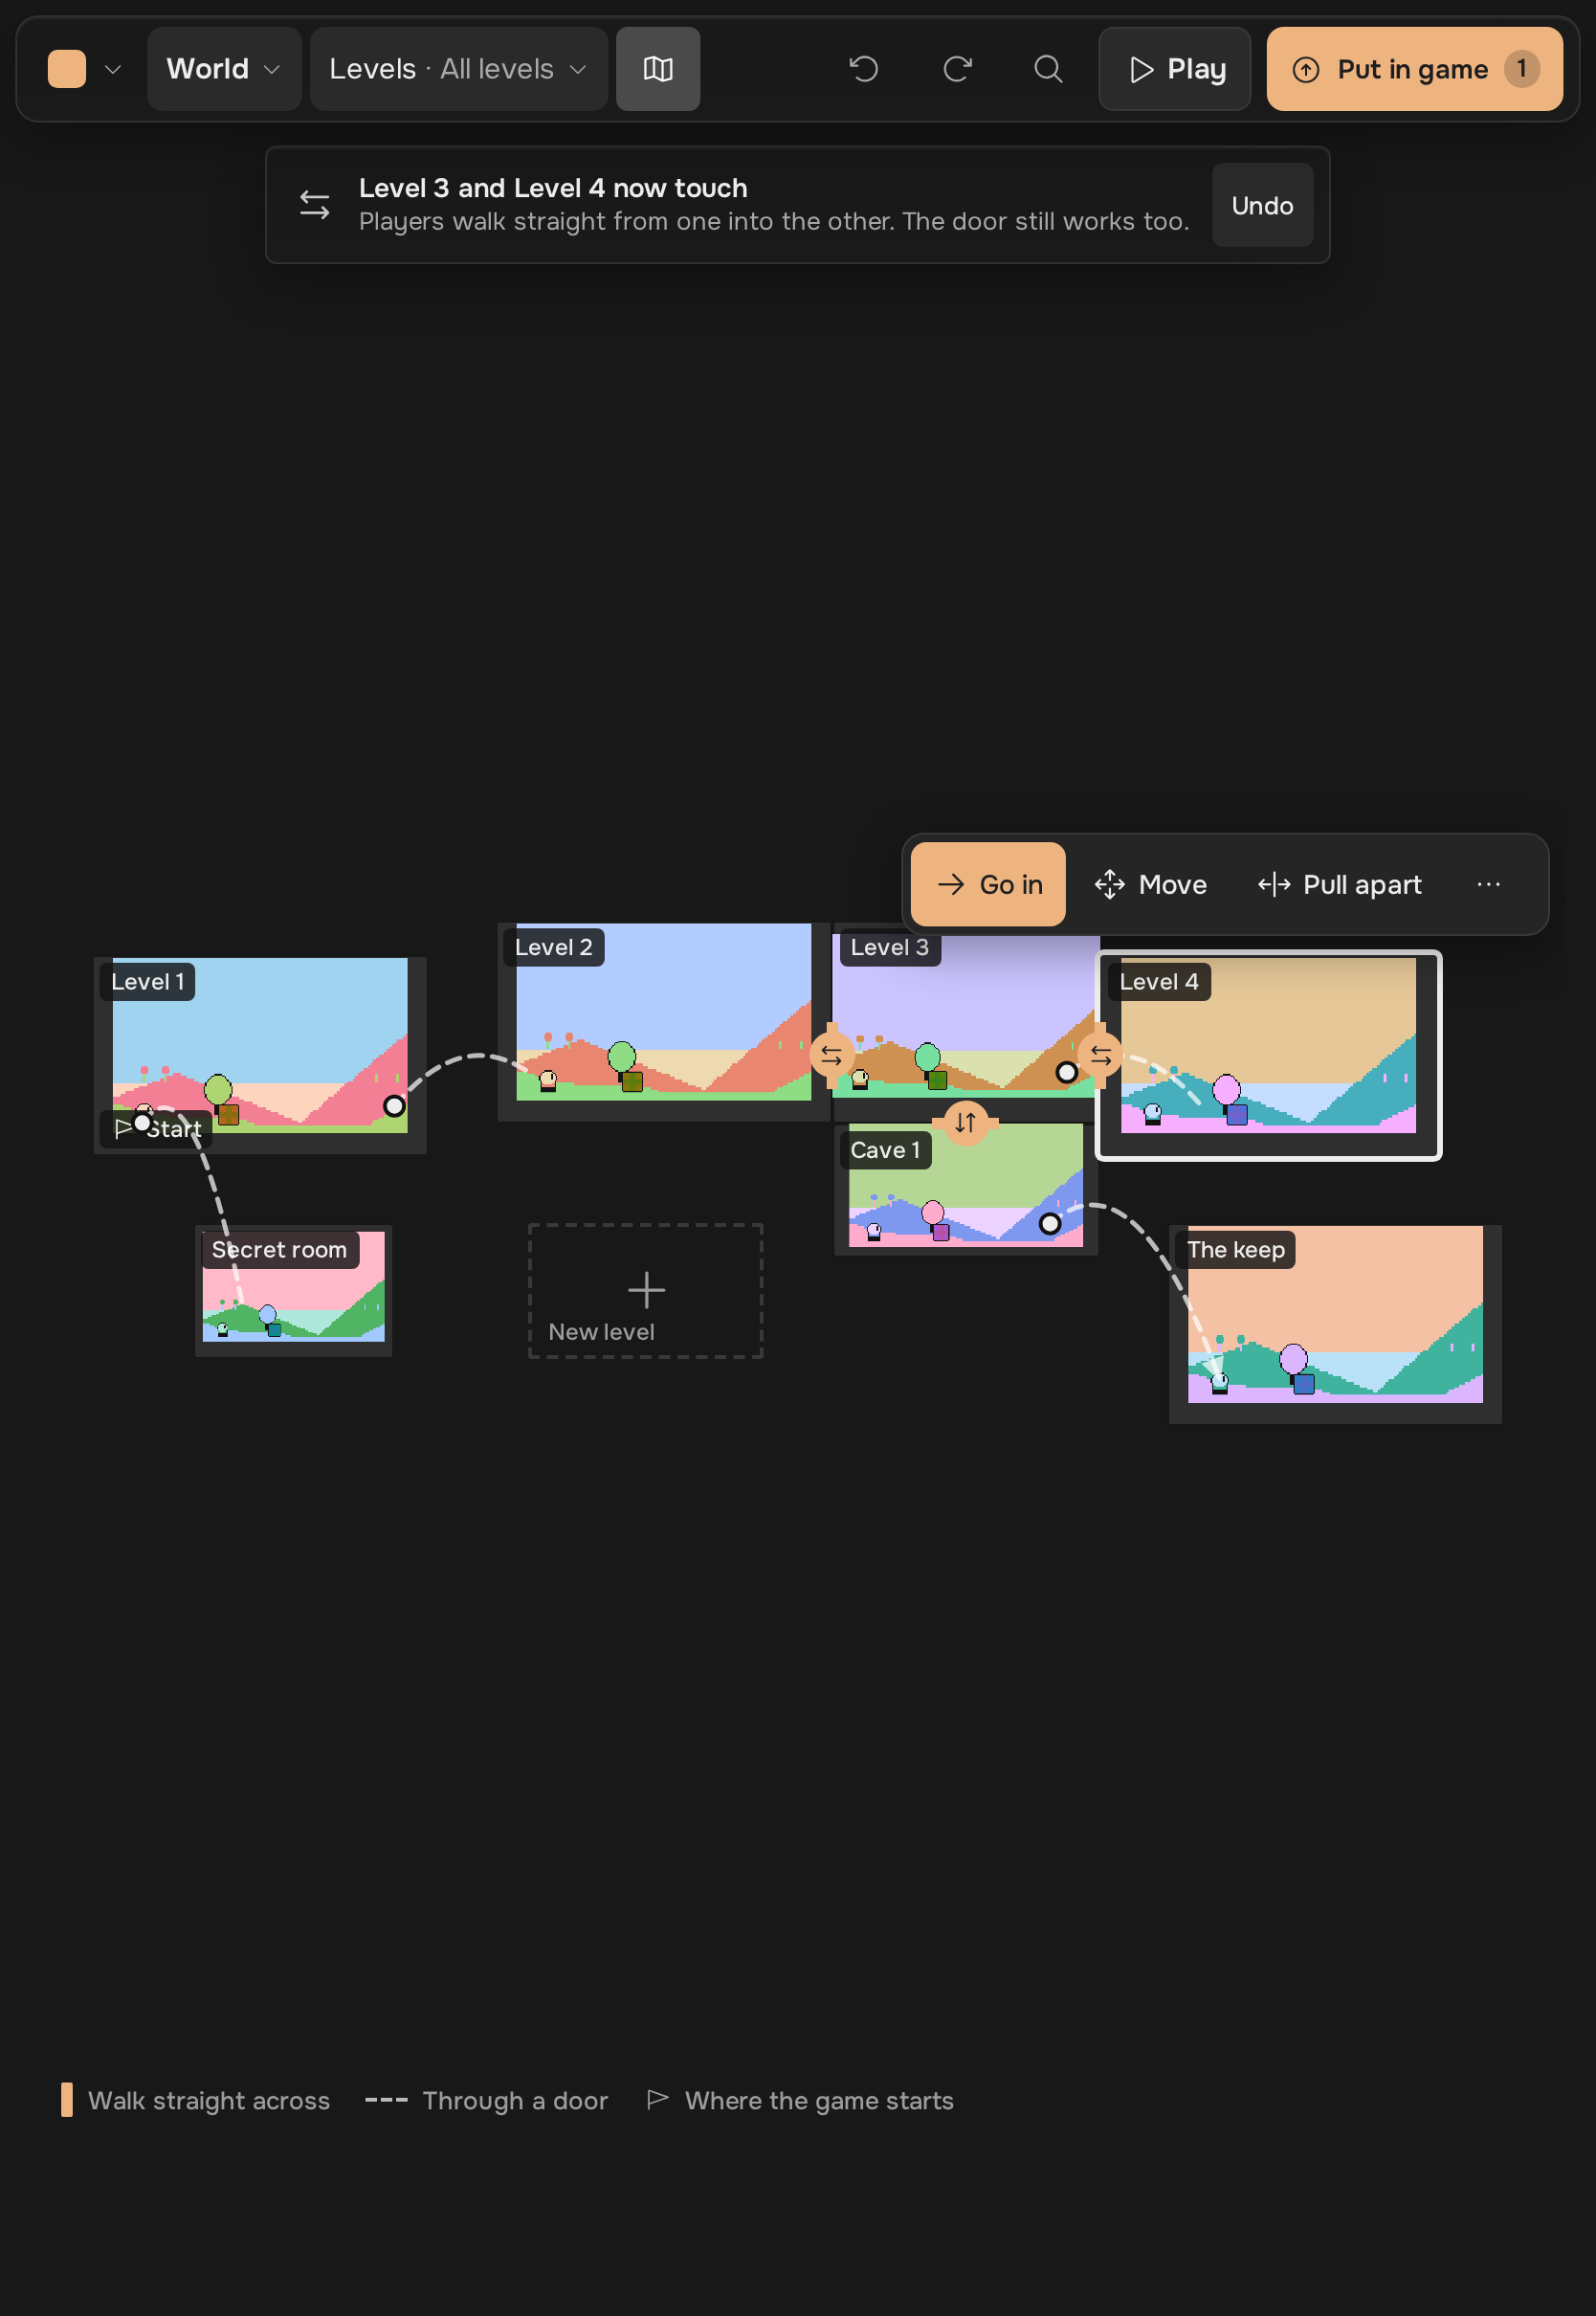 World
Levels · All levels
Play
Put in game 1
Level 3 and Level 4 now touch
Players walk straight from one into the other. The door still works too.
Undo
Go in
Move
Pull apart
Level 1
Level 2
Level 3
Level 4
Start
Cave 1
Secret room
New level
The keep
Walk straight across
Through a door
Where the game starts